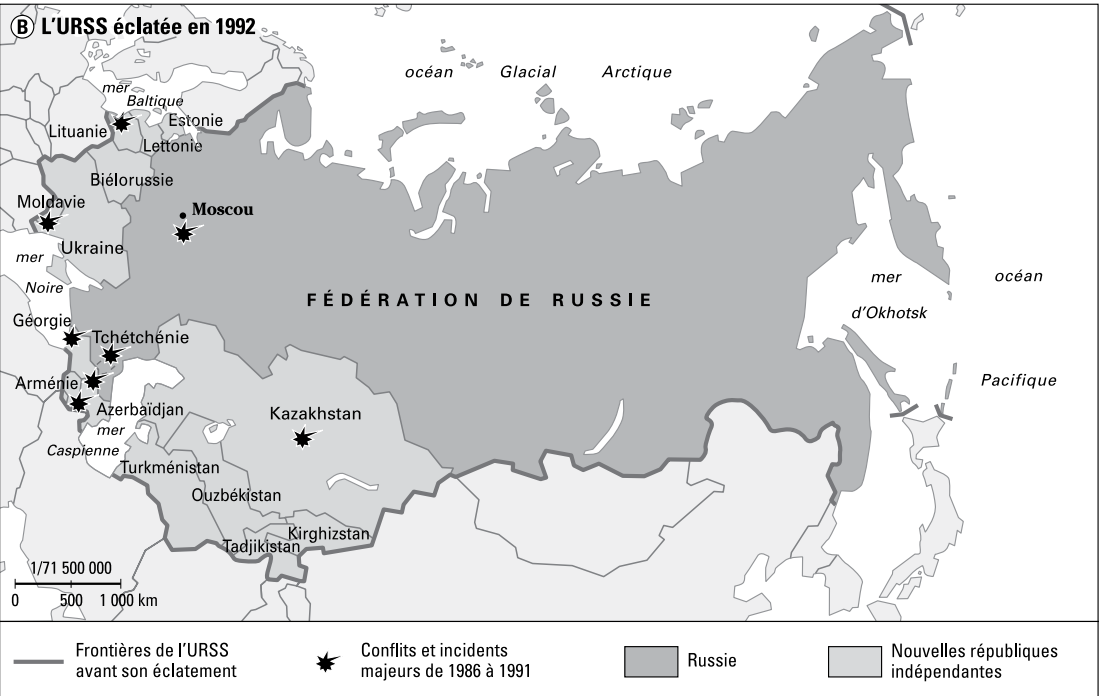 B L'URSS éclatée en 1992
océan Glacial Arctique
mer
Baltique
Estonie
Lituanie
Lettonie
Biélorussie
Moldavie
Moscou
Ukraine
mer
Noire
FÉDÉRATION DE RUSSIE
mer
d'Okhotsk
océan
Pacifique
Géorgie
Tchétchénie
Arménie
Azerbaïdjan
mer
Caspienne
Kazakhstan
Turkménistan
Ouzbékistan
Kirghizstan
Tadjikistan
1/71 500 000
0 500 1 000 km
Frontières de l'URSS
avant son éclatement
Conflits et incidents
majeurs de 1986 à 1991
Russie
Nouvelles républiques
indépendantes